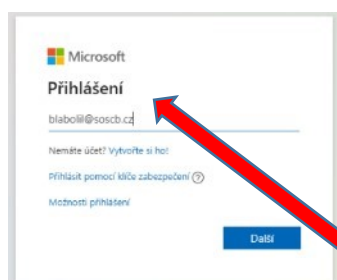 Microsoft
Přihlášení
blabolil@soscb.cz
Nemáte účet? Vytvořte si ho!
Přihlásit pomocí klíče zabezpečení ?
Možnosti přihlášení
Další